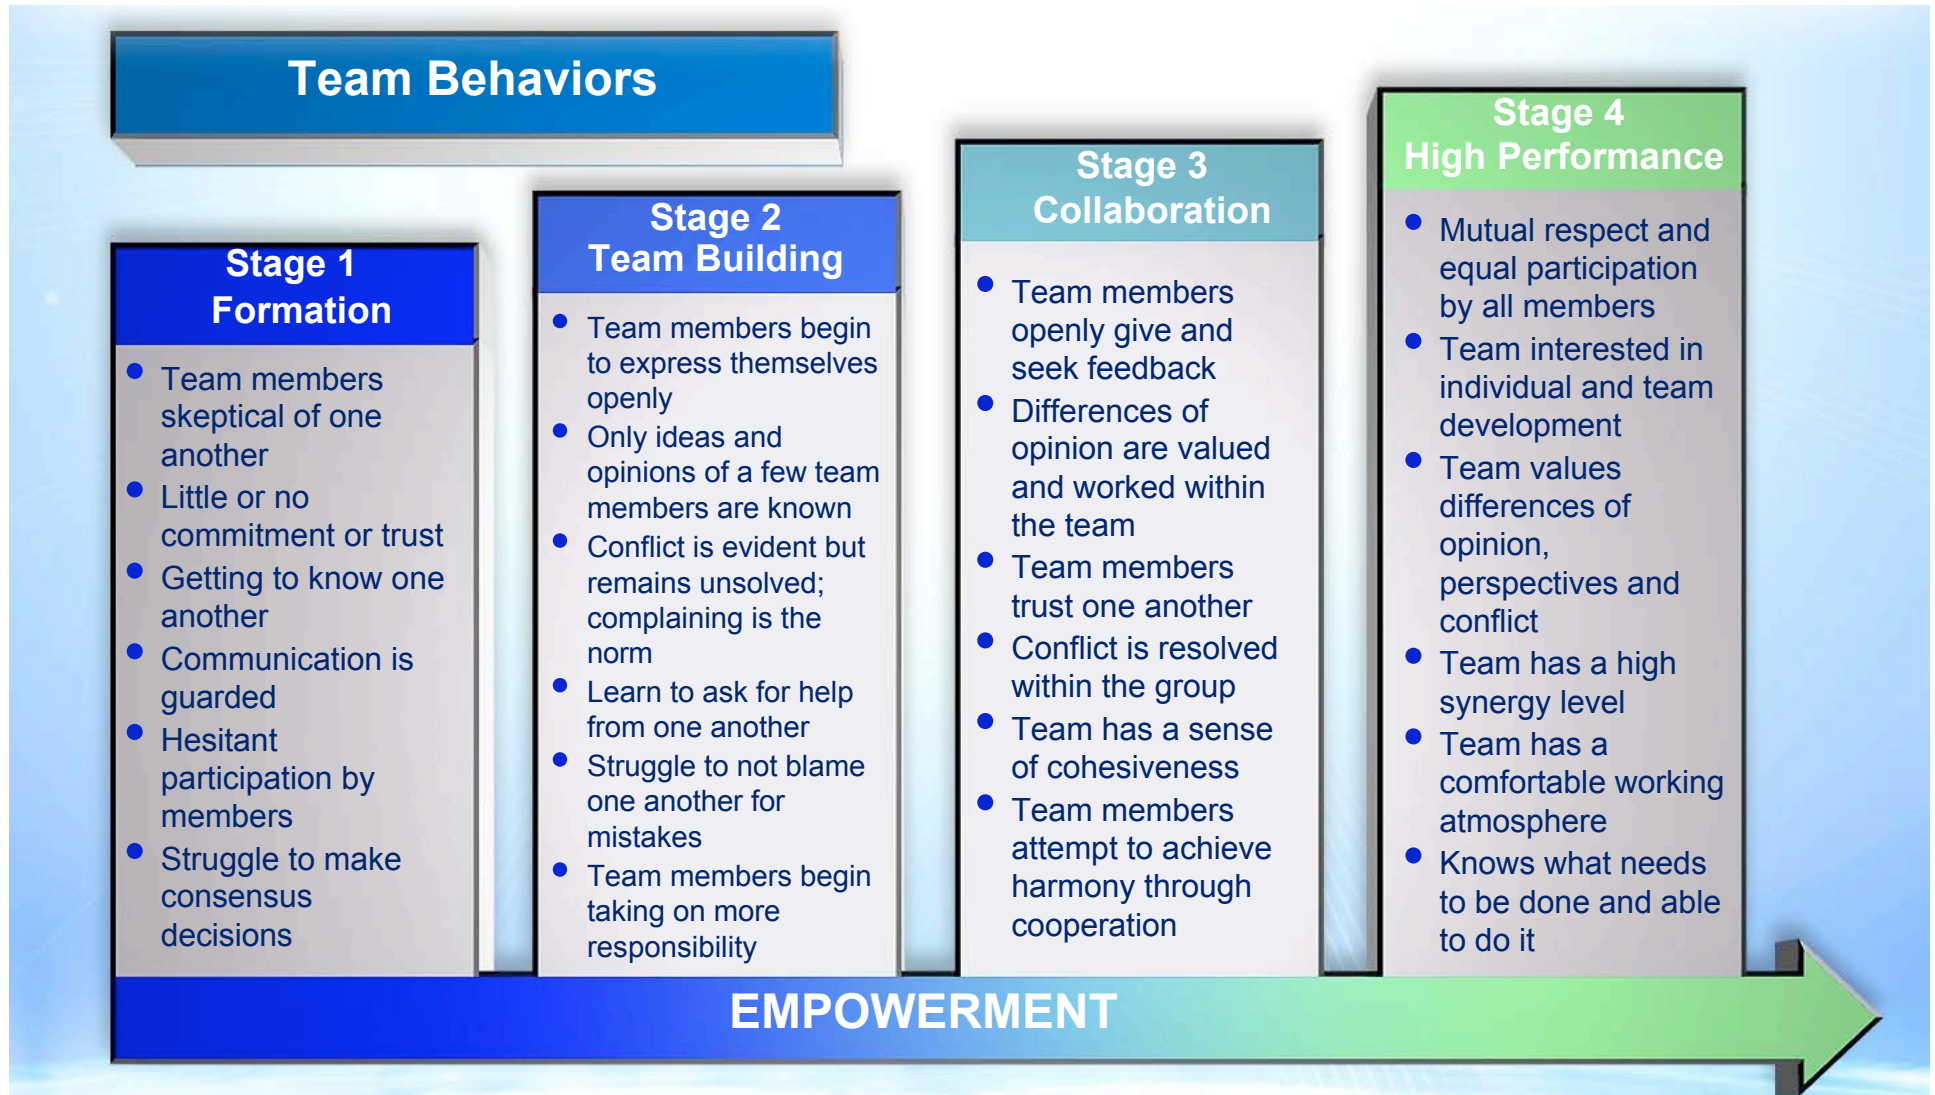 Team Behaviors
Stage 1
Formation
• Team members
skeptical of one
another
• Little or no
commitment or trust
• Getting to know one
another
• Communication is
guarded
• Hesitant
participation by
members
• Struggle to make
consensus
decisions
Stage 2
Team Building
• Team members begin
to express themselves
openly
• Only ideas and
opinions of a few team
members are known
• Conflict is evident but
remains unsolved;
complaining is the
norm
• Learn to ask for help
from one another
• Struggle to not blame
one another for
mistakes
• Team members begin
taking on more
responsibility
Stage 3
Collaboration
• Team members
openly give and
seek feedback
• Differences of
opinion are valued
and worked within
the team
• Team members
trust one another
• Conflict is resolved
within the group
• Team has a sense
of cohesiveness
• Team members
attempt to achieve
harmony through
cooperation
Stage 4
High Performance
• Mutual respect and
equal participation
by all members
• Team interested in
individual and team
development
• Team values
differences of
opinion,
perspectives and
conflict
• Team has a high
synergy level
• Team has a
comfortable working
atmosphere
• Knows what needs
to be done and able
to do it
EMPOWERMENT